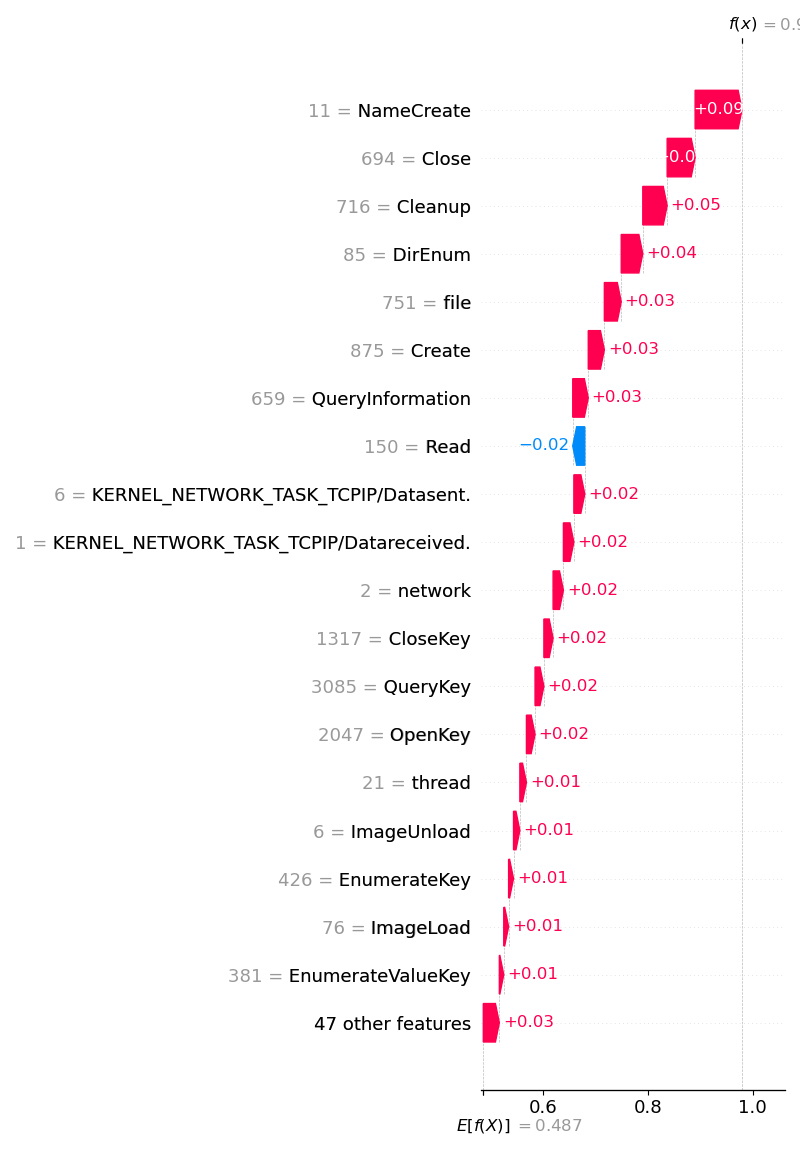 f(x) = 0.9
11 = NameCreate +0.09
694 = Close
716 = Cleanup +0.05
85 = DirEnum +0.04
751 = file +0.03
875 = Create +0.03
659 = QueryInformation +0.03
150 = Read −0.02
6 = KERNEL_NETWORK_TASK_TCPIP/Datasent. +0.02
1 = KERNEL_NETWORK_TASK_TCPIP/Datareceived. +0.02
2 = network +0.02
1317 = CloseKey +0.02
3085 = QueryKey +0.02
2047 = OpenKey +0.02
21 = thread +0.01
6 = ImageUnload +0.01
426 = EnumerateKey +0.01
76 = ImageLoad +0.01
381 = EnumerateValueKey +0.01
47 other features +0.03
0.6 0.8 1.0
E[f(X)] = 0.487